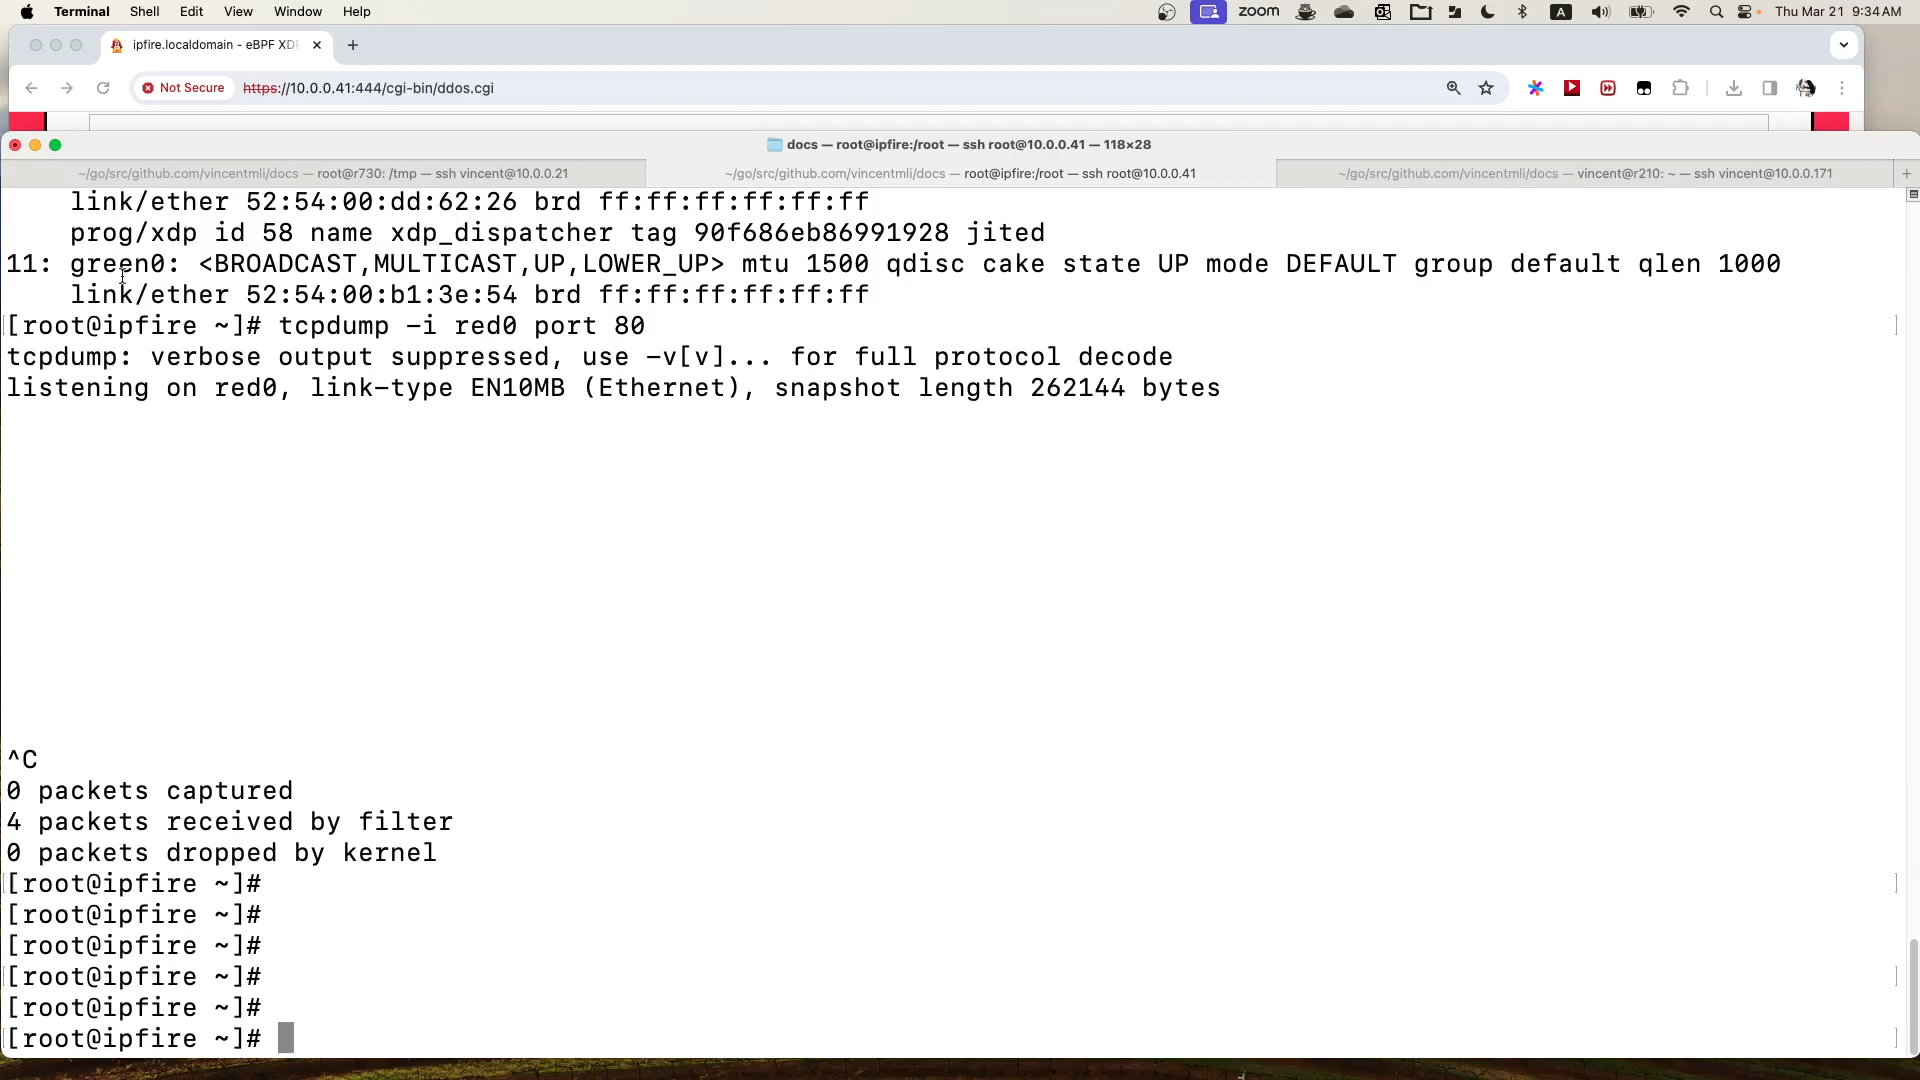 Terminal Shell Edit View Window Help zoom A Thu Mar 21 9:34 AM
ipfire.localdomain - eBPF XDP
Not Secure https://10.0.0.41:444/cgi-bin/ddos.cgi
docs — root@ipfire:/root — ssh root@10.0.0.41 — 118×28
~/go/src/github.com/vincentmli/docs — root@r730: /tmp — ssh vincent@10.0.0.21
~/go/src/github.com/vincentmli/docs — root@ipfire:/root — ssh root@10.0.0.41
~/go/src/github.com/vincentmli/docs — vincent@r210: ~ — ssh vincent@10.0.0.171
link/ether 52:54:00:dd:62:26 brd ff:ff:ff:ff:ff:ff
prog/xdp id 58 name xdp_dispatcher tag 90f686eb86991928 jited
11: green0: <BROADCAST,MULTICAST,UP,LOWER_UP> mtu 1500 qdisc cake state UP mode DEFAULT group default qlen 1000
link/ether 52:54:00:b1:3e:54 brd ff:ff:ff:ff:ff:ff
[root@ipfire ~]# tcpdump -i red0 port 80
tcpdump: verbose output suppressed, use -v[v]... for full protocol decode
listening on red0, link-type EN10MB (Ethernet), snapshot length 262144 bytes
^C
0 packets captured
4 packets received by filter
0 packets dropped by kernel
[root@ipfire ~]#
[root@ipfire ~]#
[root@ipfire ~]#
[root@ipfire ~]#
[root@ipfire ~]#
[root@ipfire ~]#